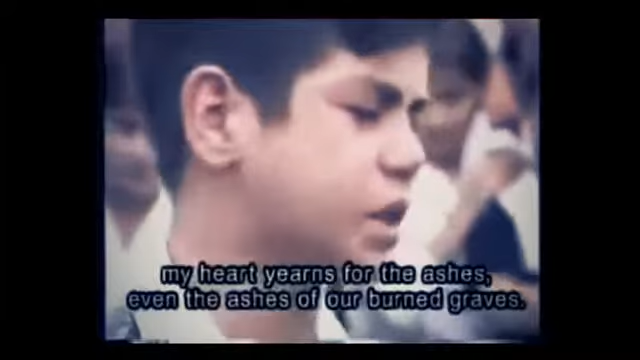 my heart yearns for the ashes,
even the ashes of our burned graves.